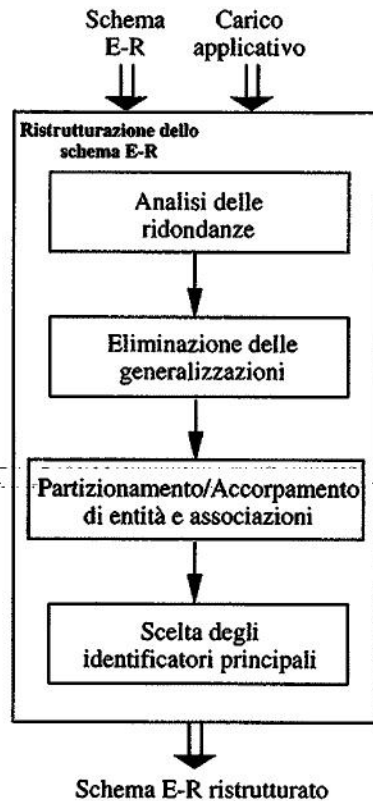 Schema
E-R
Carico
applicativo
Ristrutturazione dello
schema E-R
Analisi delle
ridondanze
Eliminazione delle
generalizzazioni
Partizionamento/Accorpamento
di entità e associazioni
Scelta degli
identificatori principali
Schema E-R ristrutturato